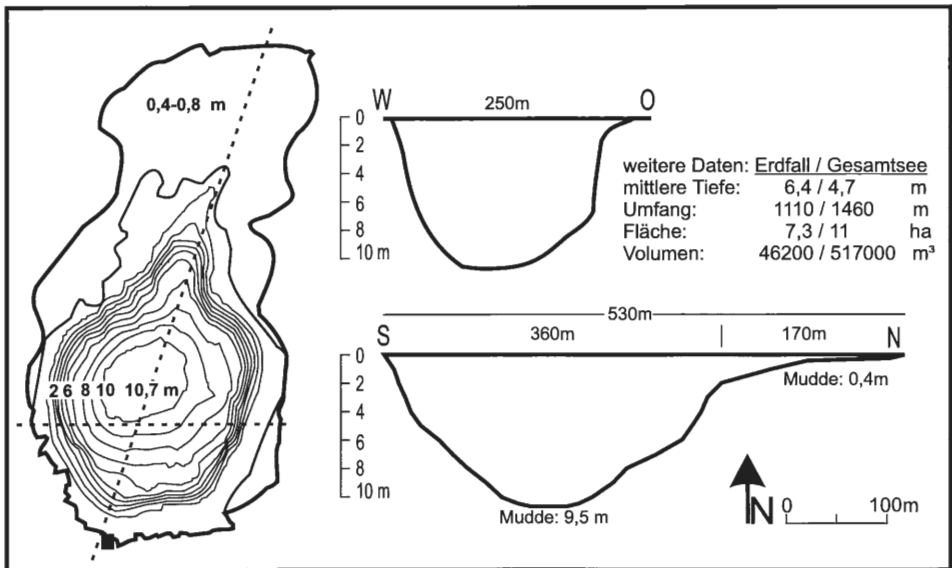 0,4-0,8 m
2 6 8 10 10,7 m
W 250m O
0
2
4
6
8
10 m
weitere Daten: Erdfall / Gesamtsee
mittlere Tiefe: 6,4 / 4,7 m
Umfang: 1110 / 1460 m
Fläche: 7,3 / 11 ha
Volumen: 46200 / 517000 m³
530m
S 360m 170m N
0
2
4
6
8
10 m
Mudde: 0,4m
Mudde: 9,5 m
N
0 100m